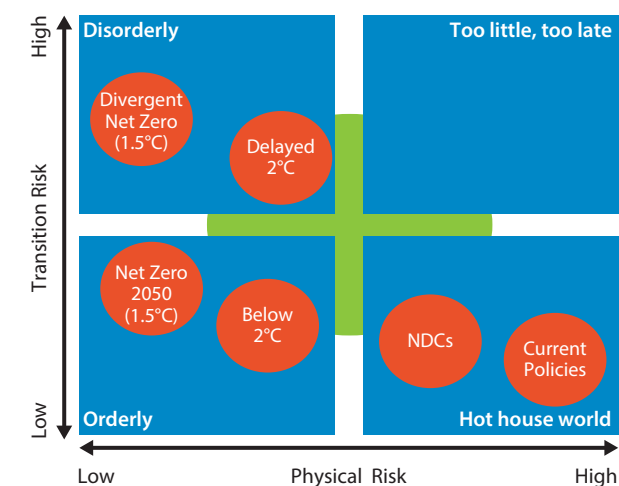 High
Disorderly
Too little, too late
Divergent
Net Zero
(1.5°C)
Delayed
2°C
Transition Risk
Net Zero
2050
(1.5°C)
Below
2°C
NDCs
Current
Policies
Low
Orderly
Hot house world
Low
Physical Risk
High